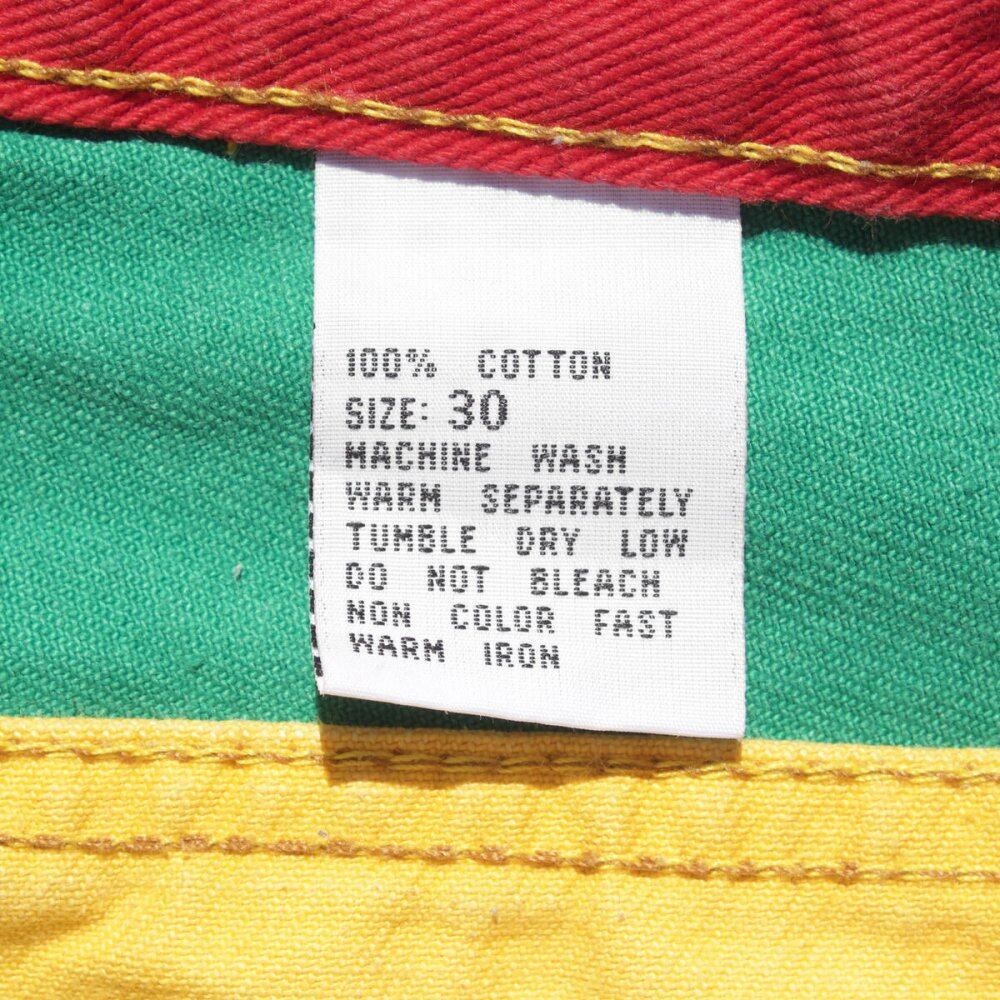 100% COTTON
SIZE: 30
MACHINE WASH
WARM SEPARATELY
TUMBLE DRY LOW
DO NOT BLEACH
NON COLOR FAST
WARM IRON